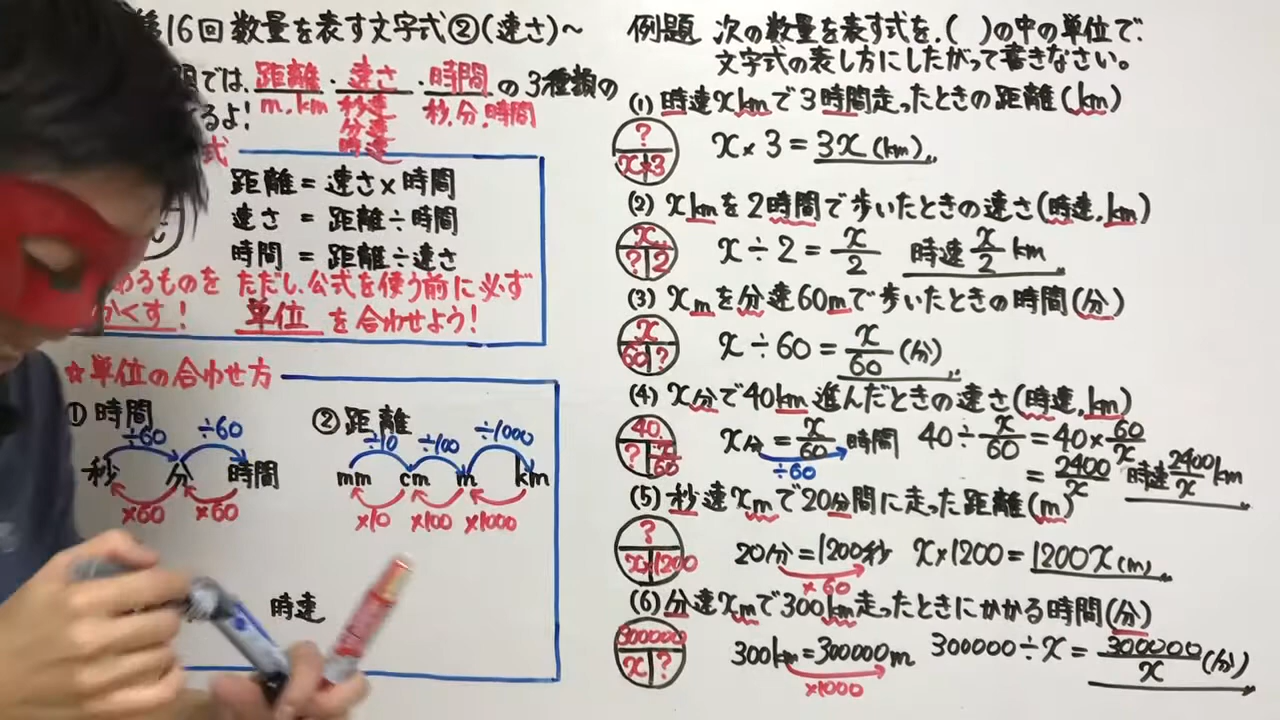 第16回 数量を表す文字式②(速さ)～
では、距離・速さ・時間の3種類の
m, km 秒速 秒, 分, 時間
分速
時速
るよ!
式
距離 = 速さ×時間
速さ = 距離÷時間
時間 = 距離÷速さ
めるものを ただし、公式を使う前に必ず
かくす! 単位を合わせよう!
☆単位の合わせ方
①時間
÷60 ÷60
秒 分 時間
×60 ×60
②距離
÷10 ÷100 ÷1000
mm cm m km
×10 ×100 ×1000
時速
例題 次の数量を表す式を、( )の中の単位で、
文字式の表し方にしたがって書きなさい。
(1) 時速xkmで3時間走ったときの距離(km)
? x×3
x×3=3x(km)
(2) xkmを2時間で歩いたときの速さ(時速,km)
x ? 2
x÷2=x/2 時速x/2km
(3) xmを分速60mで歩いたときの時間(分)
x 60 ?
x÷60=x/60(分)
(4) x分で40km進んだときの速さ(時速,km)
40 ? x/60
x分=x/60時間 40÷x/60=40×60/x
÷60
=2400/x 時速2400/xkm
(5) 秒速xmで20分間に走った距離(m)
? x×1200
20分=1200秒 x×1200=1200x(m)
×60
(6) 分速xmで300km走ったときにかかる時間(分)
300000 x ?
300km=300000m 300000÷x=300000/x(分)
×1000